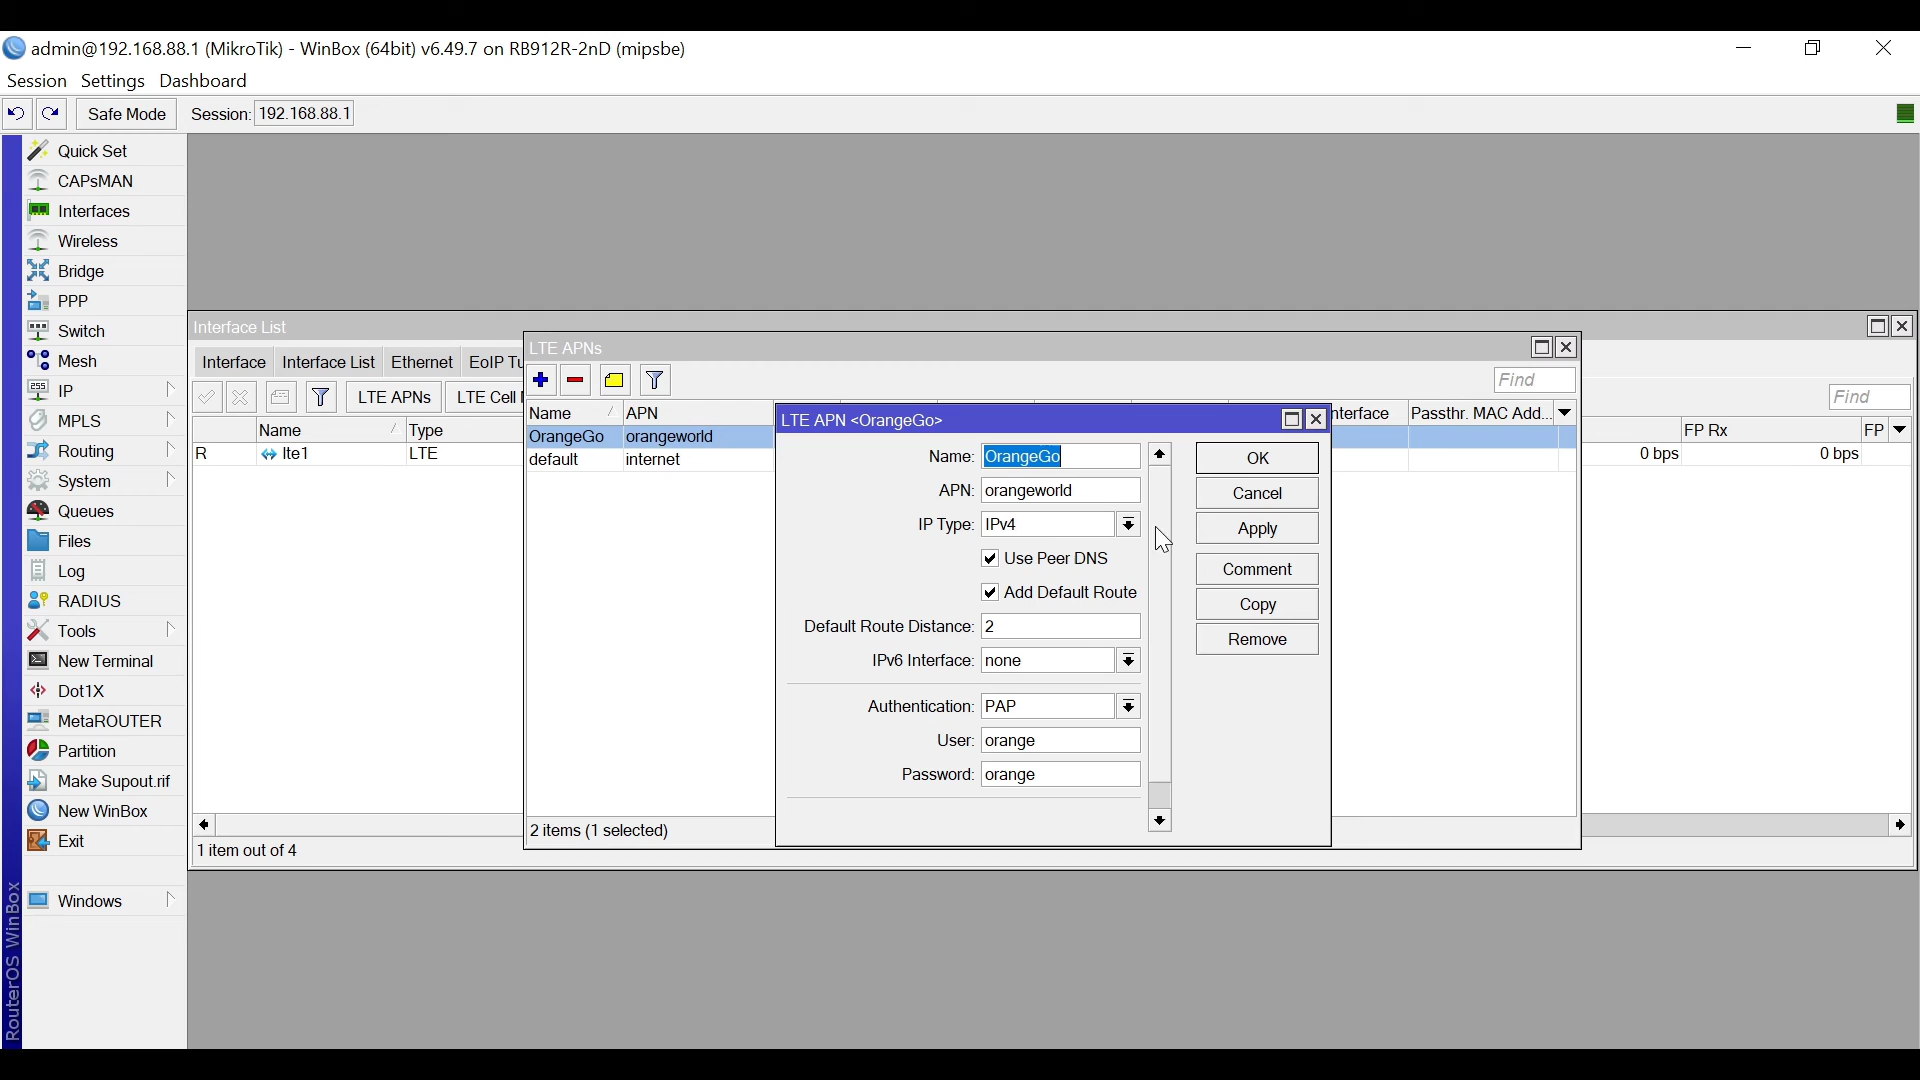 admin@192.168.88.1 (MikroTik) - WinBox (64bit) v6.49.7 on RB912R-2nD (mipsbe)
Session Settings Dashboard
Safe Mode Session: 192.168.88.1
Quick Set
CAPsMAN
Interfaces
Wireless
Bridge
PPP
Switch
Mesh
IP
MPLS
Routing
System
Queues
Files
Log
RADIUS
Tools
New Terminal
Dot1X
MetaROUTER
Partition
Make Supout.rif
New WinBox
Exit
Windows
RouterOS WinBox
Interface List
Interface Interface List Ethernet EoIP Tu
LTE APNs LTE Cell
Find
Name Type FP Rx FP
R lte1 LTE 0 bps 0 bps
1 item out of 4
LTE APNs
Find
Name APN nterface Passthr. MAC Add...
OrangeGo orangeworld
default internet
2 items (1 selected)
LTE APN <OrangeGo>
Name: OrangeGo
APN: orangeworld
IP Type: IPv4
Use Peer DNS
Add Default Route
Default Route Distance: 2
IPv6 Interface: none
Authentication: PAP
User: orange
Password: orange
OK
Cancel
Apply
Comment
Copy
Remove